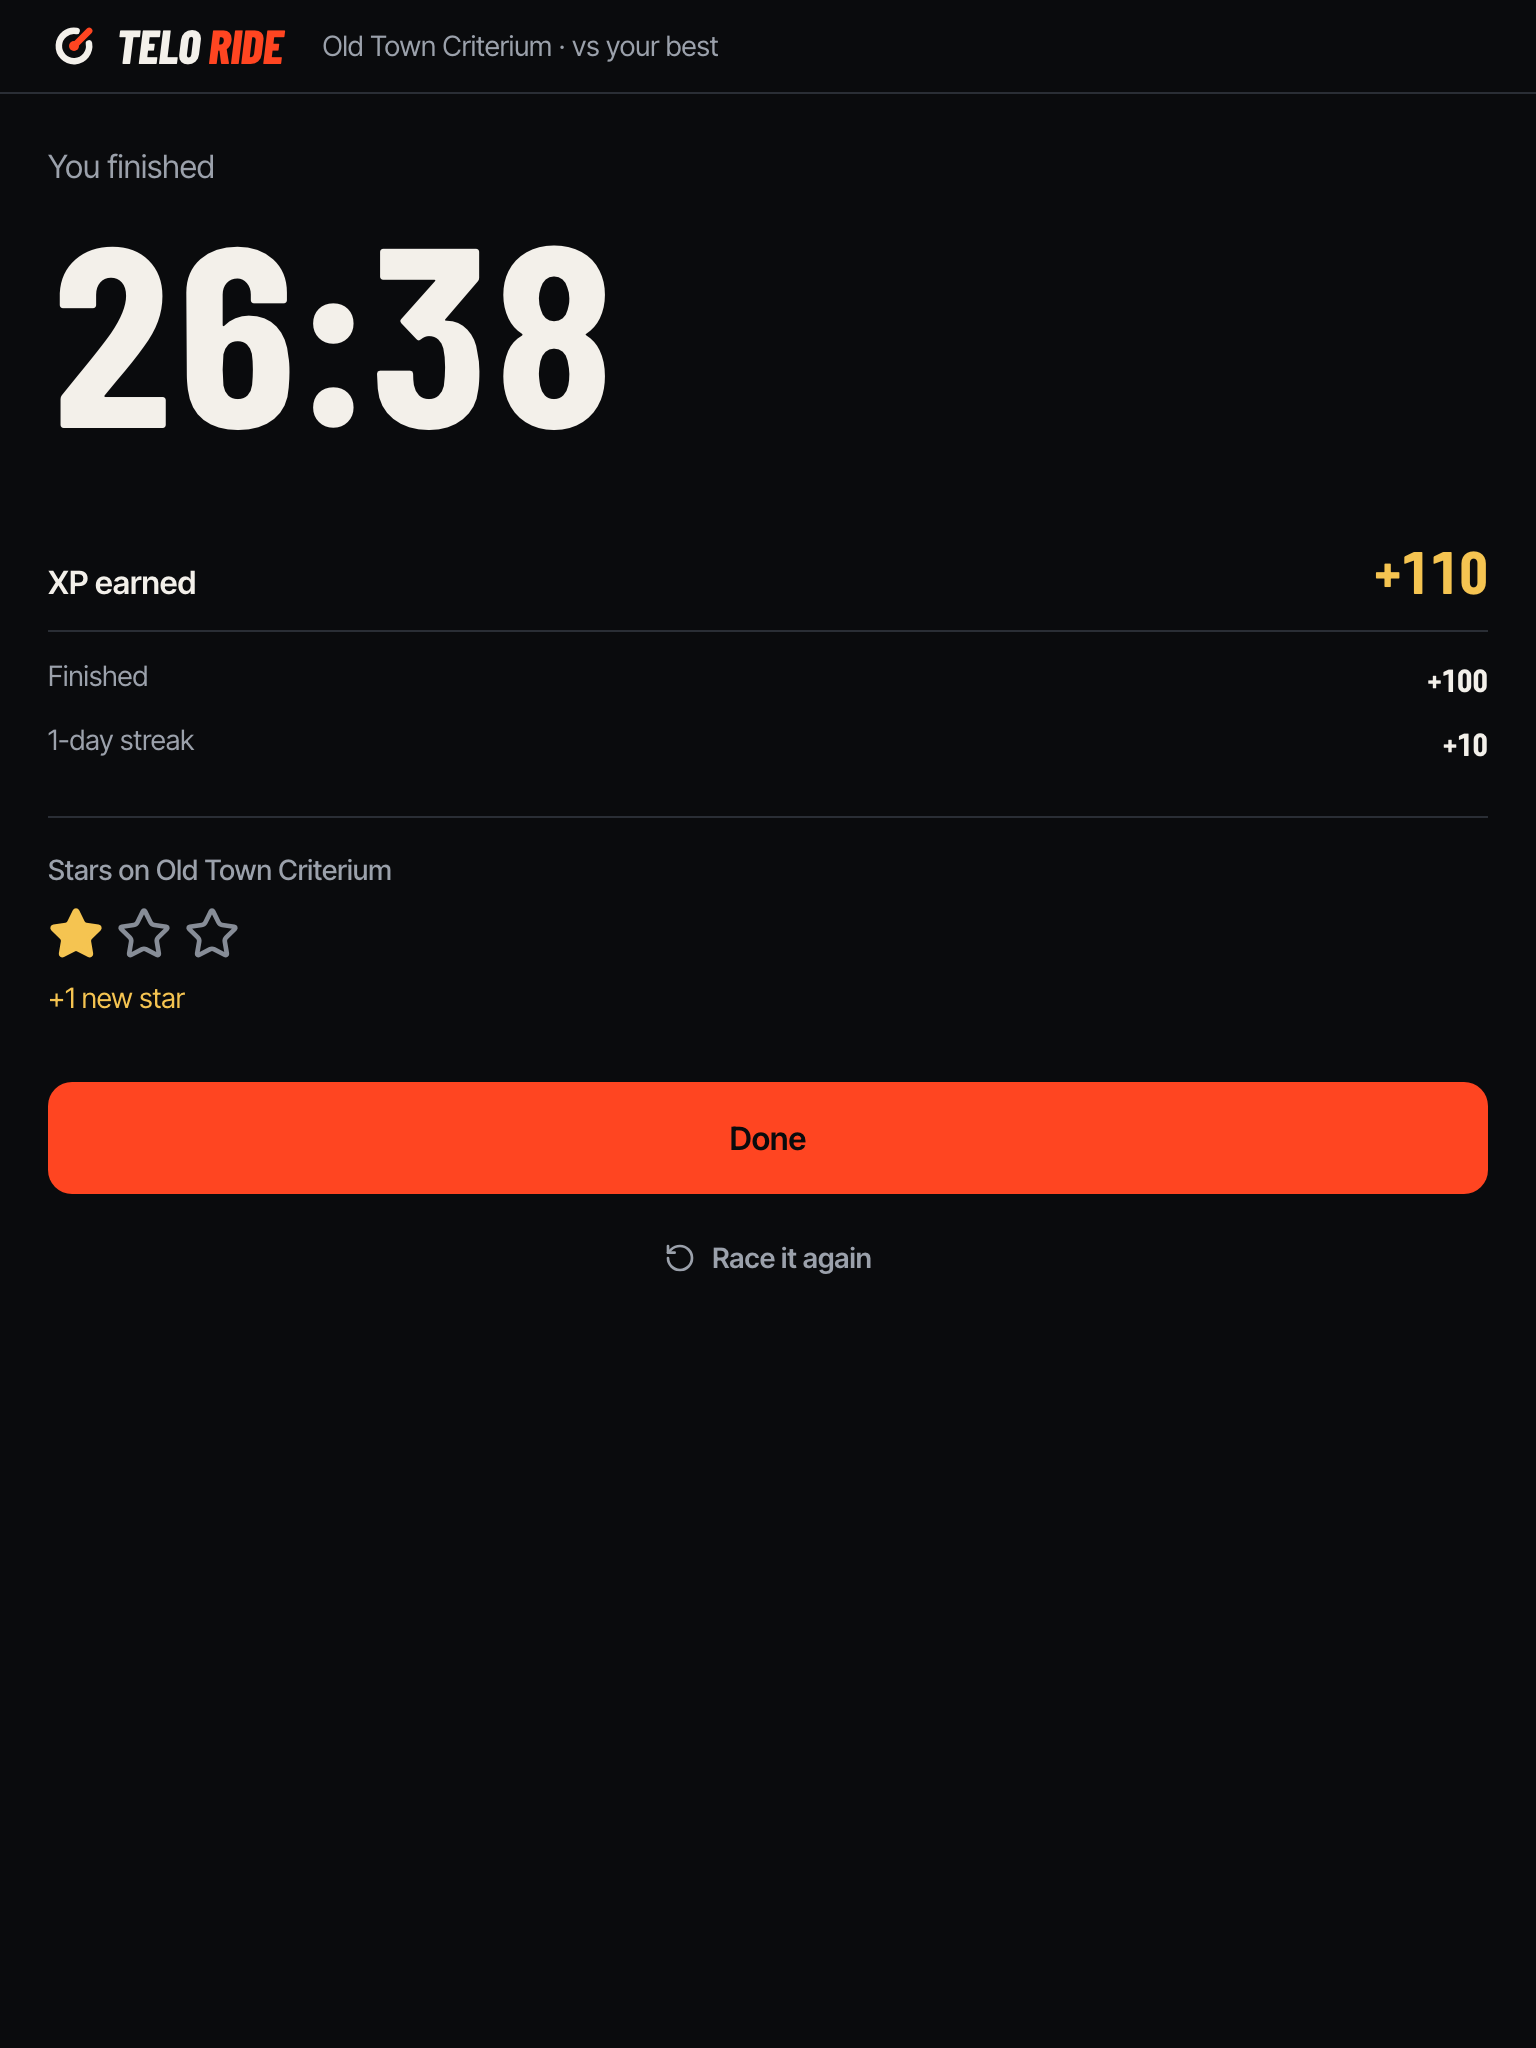 TELO RIDE Old Town Criterium · vs your best
You finished
26:38
XP earned +110
Finished +100
1-day streak +10
Stars on Old Town Criterium
+1 new star
Done
Race it again